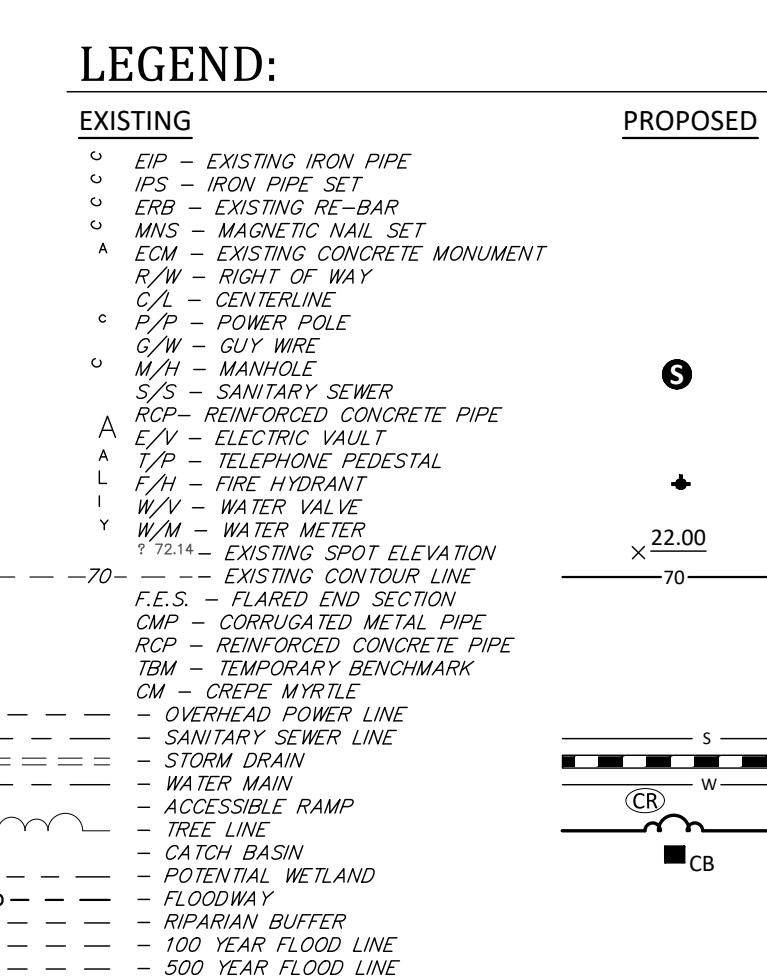 LEGEND:
EXISTING PROPOSED
C EIP – EXISTING IRON PIPE
C IPS – IRON PIPE SET
C ERB – EXISTING RE–BAR
C MNS – MAGNETIC NAIL SET
A ECM – EXISTING CONCRETE MONUMENT
R/W – RIGHT OF WAY
C/L – CENTERLINE
C P/P – POWER POLE
G/W – GUY WIRE
C M/H – MANHOLE S
S/S – SANITARY SEWER
RCP– REINFORCED CONCRETE PIPE
A E/V – ELECTRIC VAULT
A T/P – TELEPHONE PEDESTAL
L F/H – FIRE HYDRANT
I W/V – WATER VALVE
Y W/M – WATER METER
? 72.14 – EXISTING SPOT ELEVATION × 22.00
70 – EXISTING CONTOUR LINE 70
F.E.S. – FLARED END SECTION
CMP – CORRUGATED METAL PIPE
RCP – REINFORCED CONCRETE PIPE
TBM – TEMPORARY BENCHMARK
CM – CREPE MYRTLE
– OVERHEAD POWER LINE
– SANITARY SEWER LINE S
– STORM DRAIN
– WATER MAIN W
– ACCESSIBLE RAMP CR
– TREE LINE
– CATCH BASIN CB
– POTENTIAL WETLAND
– FLOODWAY
– RIPARIAN BUFFER
– 100 YEAR FLOOD LINE
– 500 YEAR FLOOD LINE